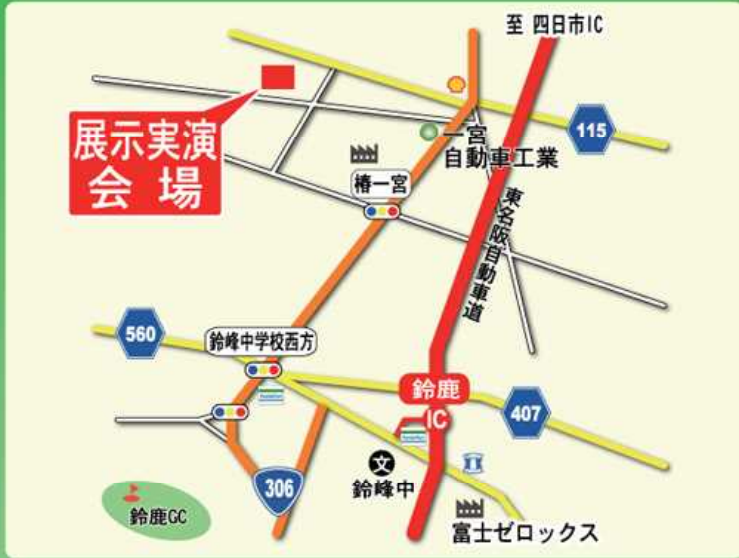 至 四日市IC
115
展示実演
会場
一宮
自動車工業
椿一宮
東名阪自動車道
560
鈴峰中学校西方
鈴鹿
IC
407
文
鈴峰中
306
鈴鹿GC
富士ゼロックス